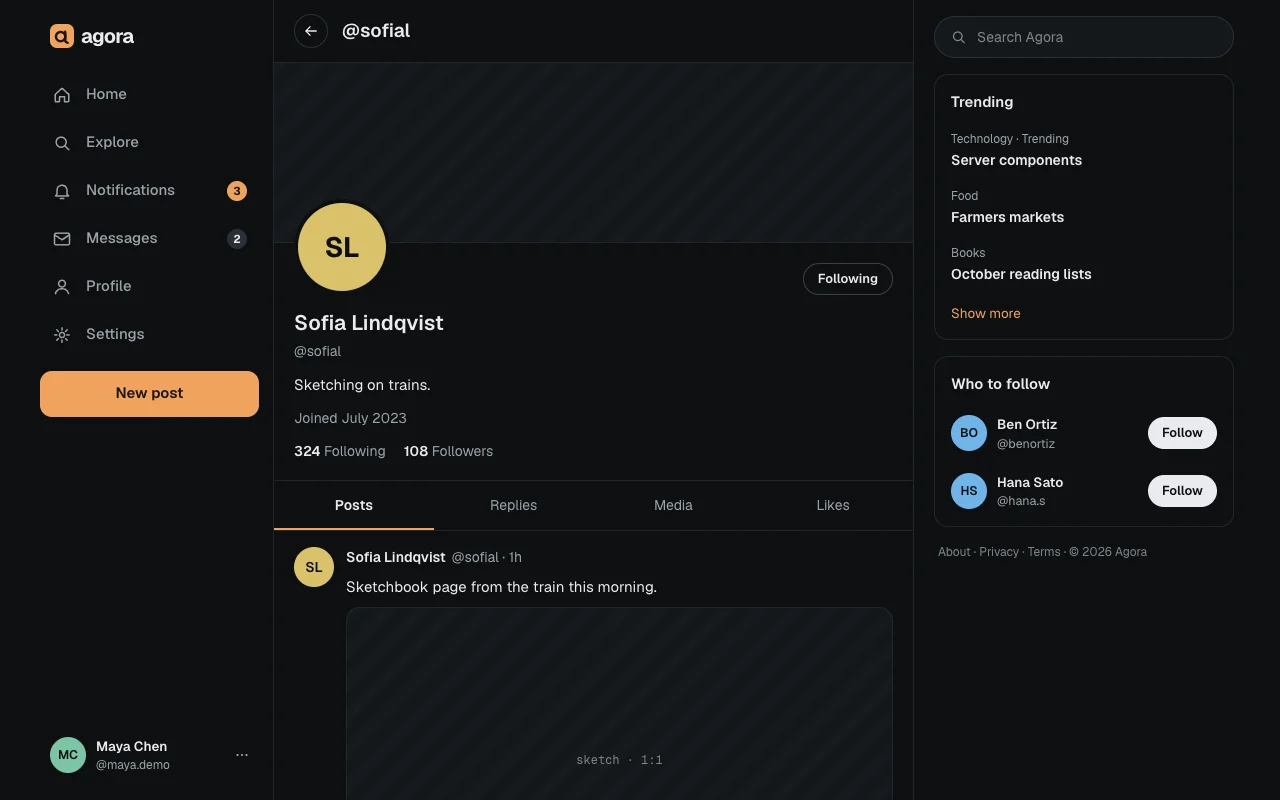 agora
Home
Explore
Notifications 3
Messages 2
Profile
Settings
New post
MC
Maya Chen
@maya.demo
@sofial
SL
Following
Sofia Lindqvist
@sofial
Sketching on trains.
Joined July 2023
324 Following 108 Followers
Posts Replies Media Likes
SL
Sofia Lindqvist @sofial · 1h
Sketchbook page from the train this morning.
sketch · 1:1
Search Agora
Trending
Technology · Trending
Server components
Food
Farmers markets
Books
October reading lists
Show more
Who to follow
BO
Ben Ortiz
@benortiz
Follow
HS
Hana Sato
@hana.s
Follow
About · Privacy · Terms · © 2026 Agora